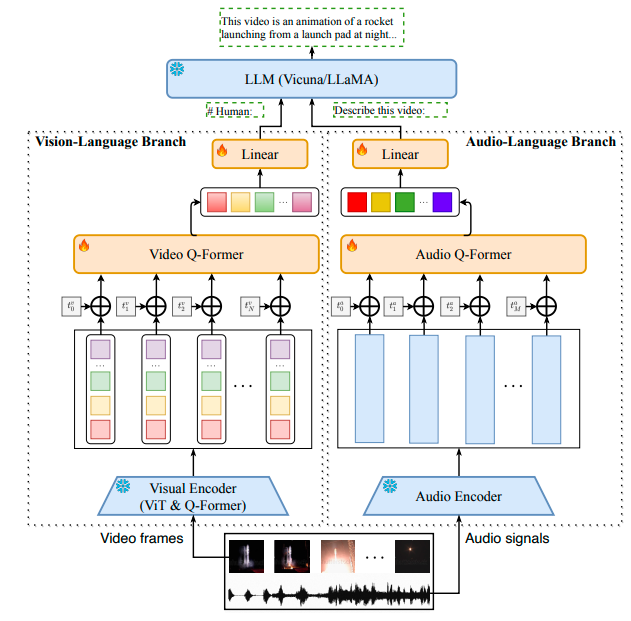 This video is an animation of a rocket
launching from a launch pad at night...
LLM (Vicuna/LLaMA)
# Human:
Describe this video:
Vision-Language Branch
Audio-Language Branch
Linear
Linear
...
...
Video Q-Former
Audio Q-Former
t_0^v
t_1^v
t_2^v
t_N^v
t_0^a
t_1^a
t_2^a
t_M^a
...
...
...
...
...
...
Visual Encoder
(ViT & Q-Former)
Audio Encoder
Video frames
Audio signals
...